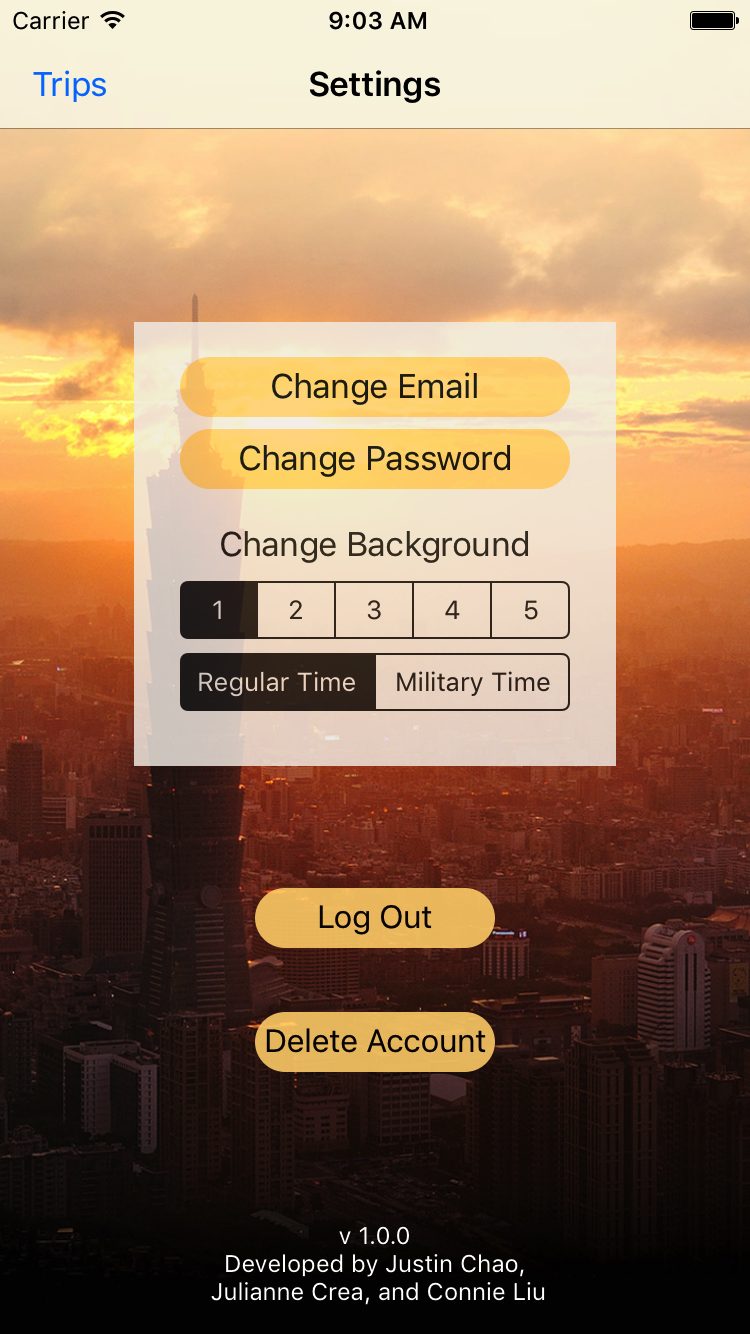 Carrier 9:03 AM
Trips Settings
Change Email
Change Password
Change Background
1 2 3 4 5
Regular Time Military Time
Log Out
Panasonic
Delete Account
v 1.0.0
Developed by Justin Chao,
Julianne Crea, and Connie Liu